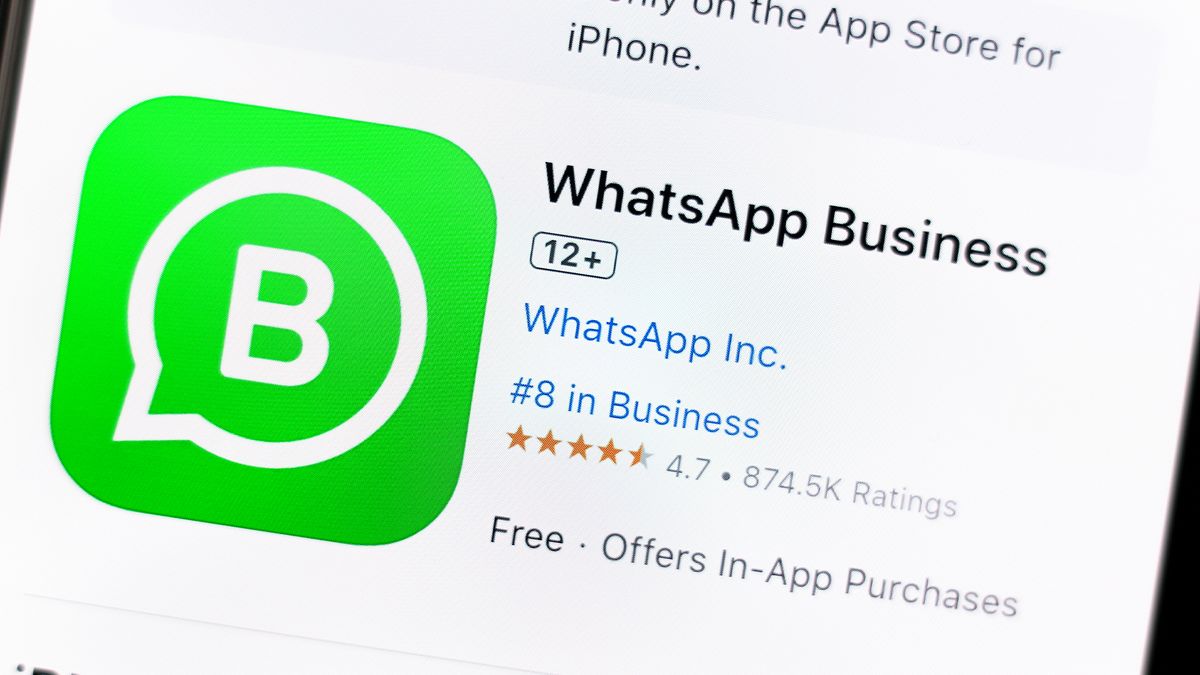 only on the App Store for
iPhone.
B
WhatsApp Business
12+
WhatsApp Inc.
#8 in Business
4.7 • 874.5K Ratings
Free · Offers In-App Purchases